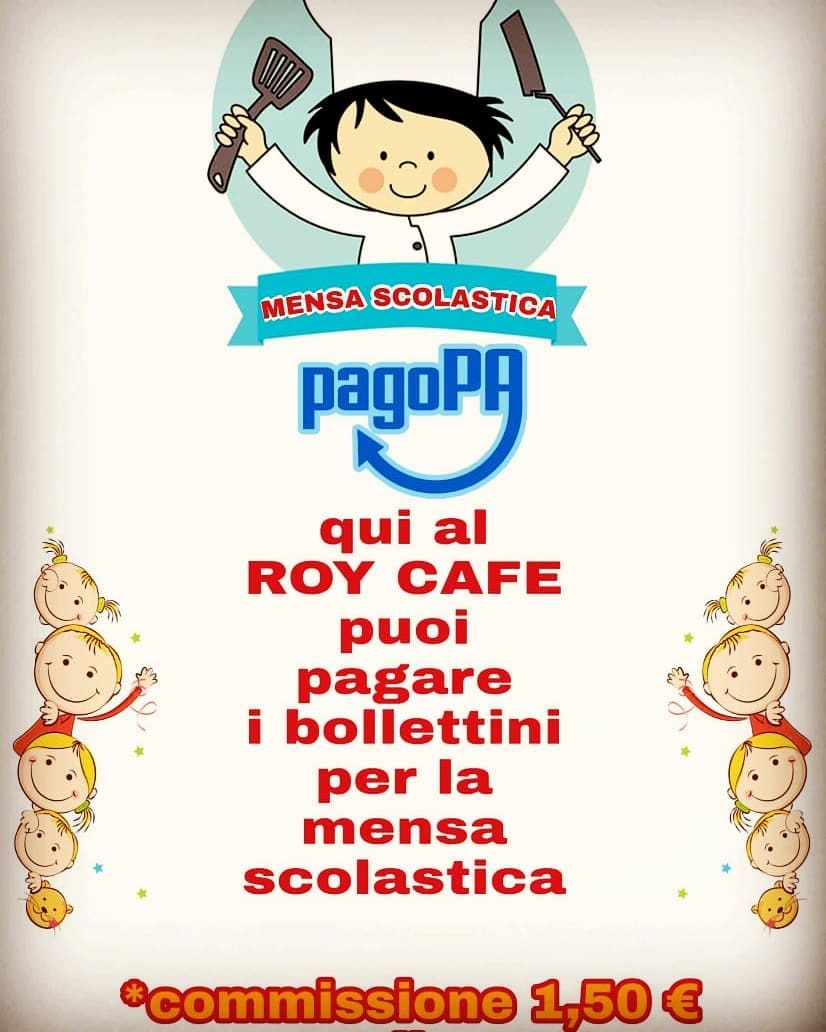 MENSA SCOLASTICA
pagoPA
qui al
ROY CAFE
puoi
pagare
i bollettini
per la
mensa
scolastica
*commissione 1,50 €